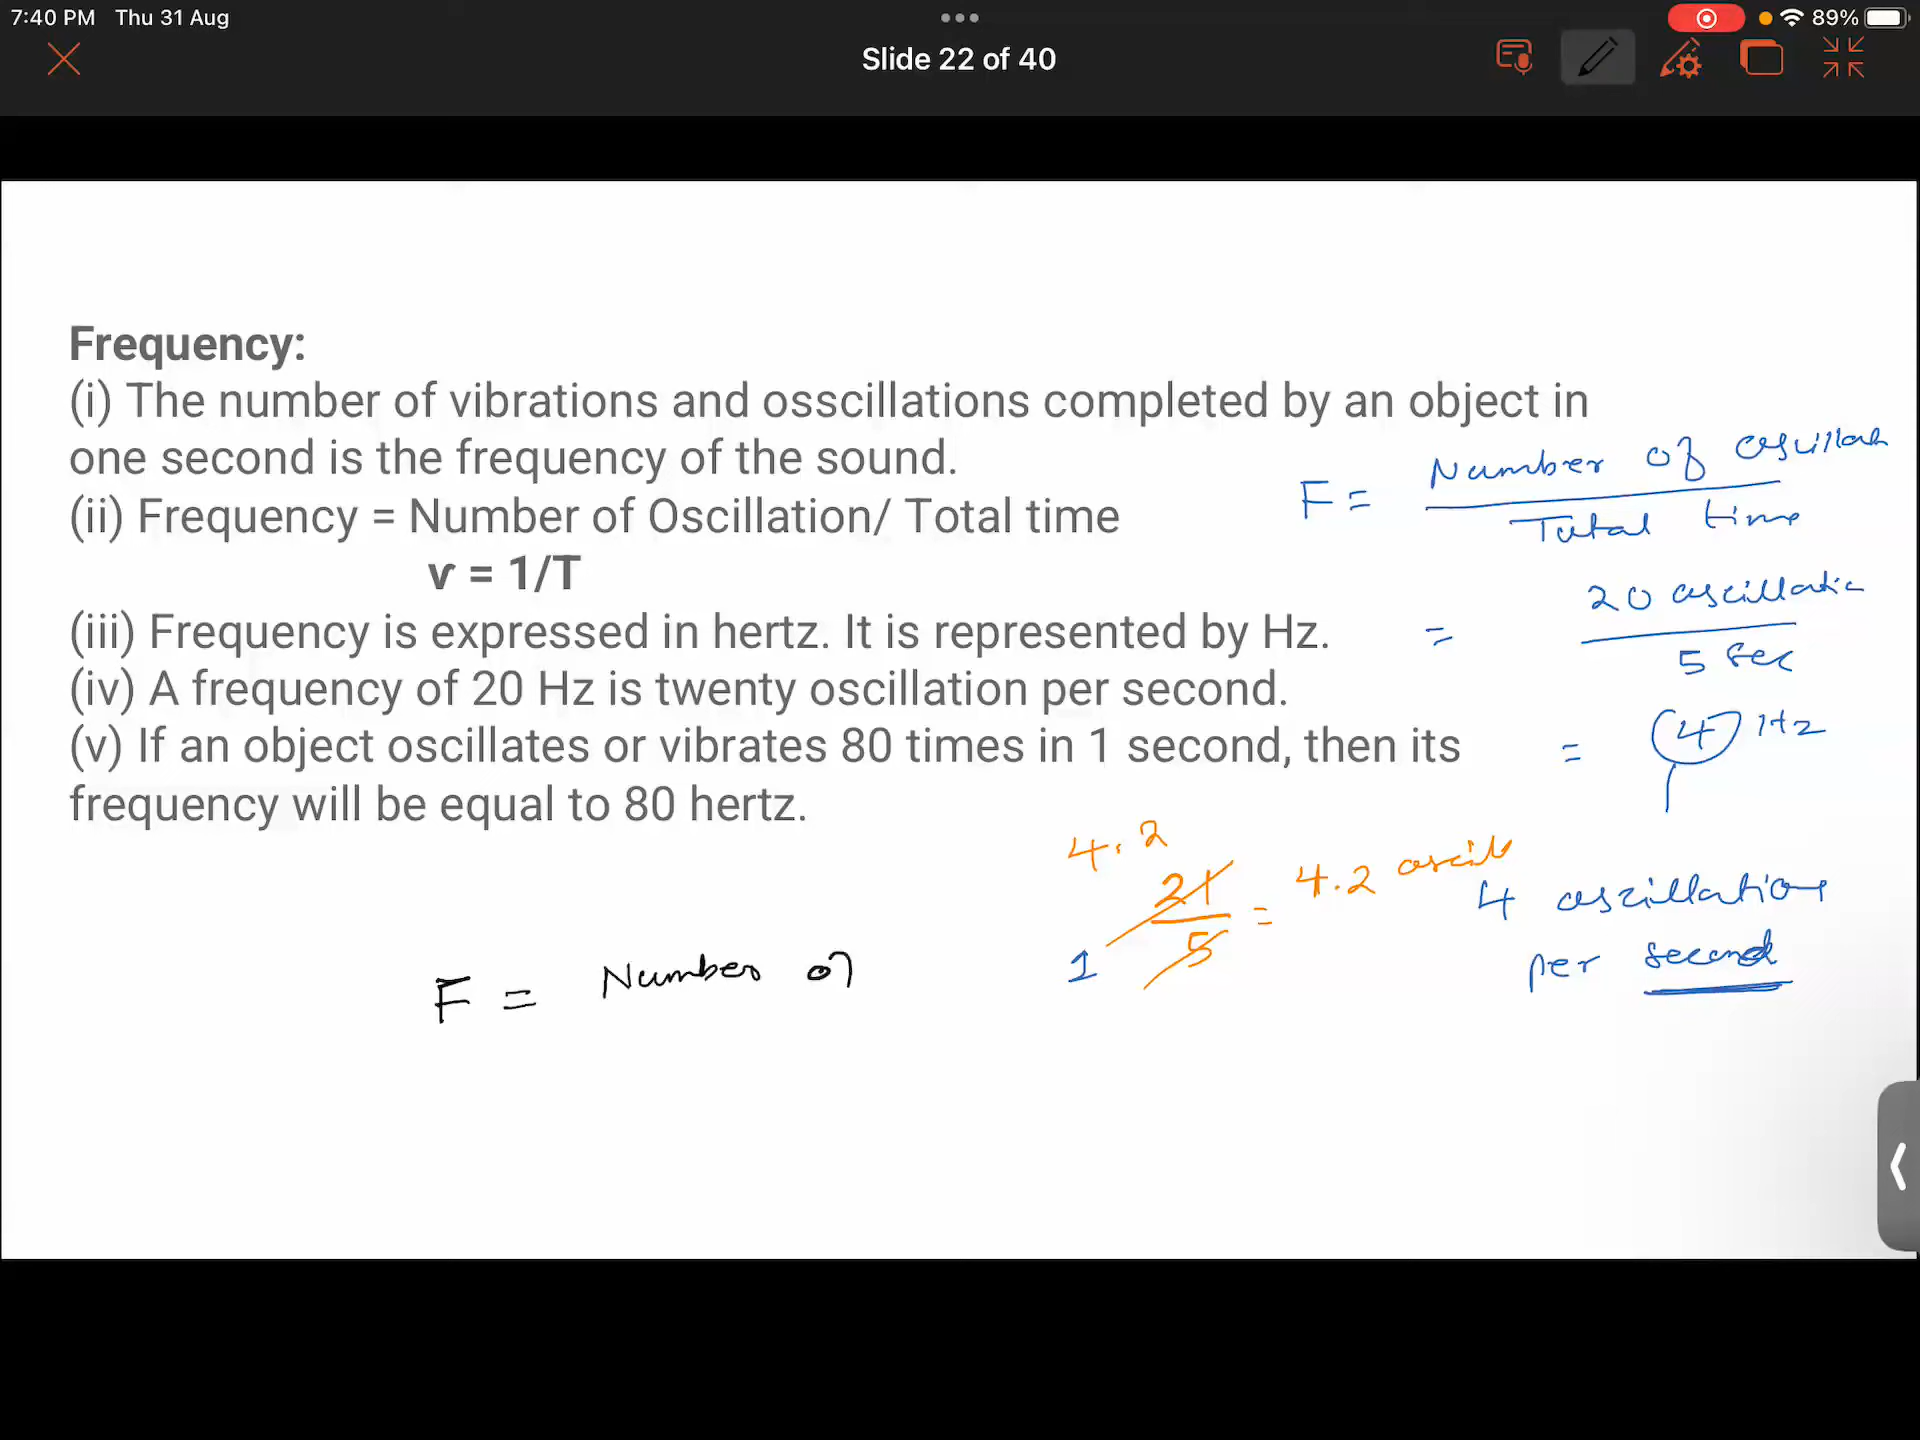 7:40 PM Thu 31 Aug
89%
Slide 22 of 40
Frequency:
(i) The number of vibrations and osscillations completed by an object in
one second is the frequency of the sound.
(ii) Frequency = Number of Oscillation/ Total time
v = 1/T
(iii) Frequency is expressed in hertz. It is represented by Hz.
(iv) A frequency of 20 Hz is twenty oscillation per second.
(v) If an object oscillates or vibrates 80 times in 1 second, then its
frequency will be equal to 80 hertz.
F = Number of
Total time
= 20
5 sec
= 4 Hz
4 oscillations
per second
4.2
21
= 4.2
5
1
F = Number of